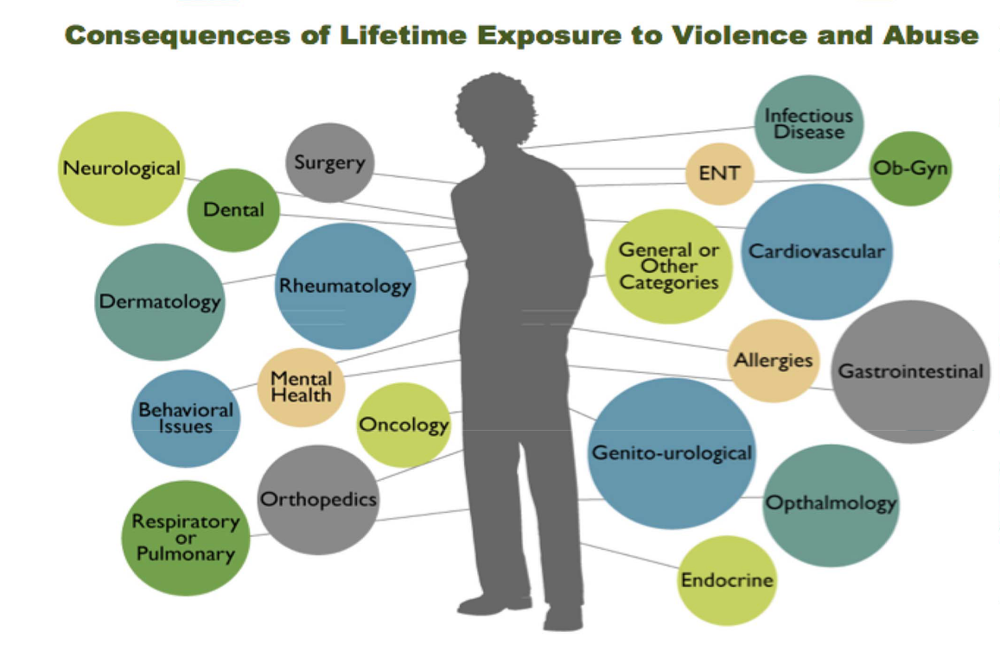 Consequences of Lifetime Exposure to Violence and Abuse
Neurological
Surgery
Dental
Rheumatology
Dermatology
Mental
Health
Behavioral
Issues
Oncology
Orthopedics
Respiratory
or
Pulmonary
Infectious
Disease
ENT
Ob-Gyn
General or
Other
Categories
Cardiovascular
Allergies
Gastrointestinal
Genito-urological
Opthalmology
Endocrine